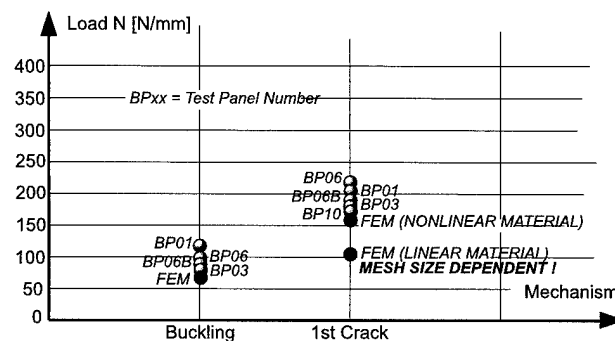 Load N [N/mm]
400
350
300
250
200
150
100
50
0
BPxx = Test Panel Number
BP06
BP06B
BP01
BP10
BP03
FEM (NONLINEAR MATERIAL)
FEM (LINEAR MATERIAL)
MESH SIZE DEPENDENT !
BP01
BP06B
BP06
FEM
BP03
Mechanism
Buckling
1st Crack